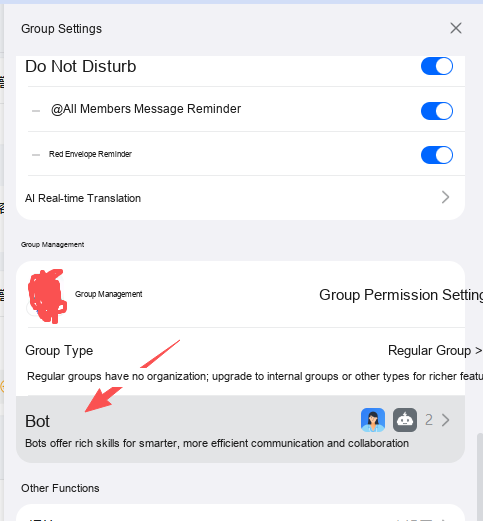 Group Settings
Do Not Disturb
@All Members Message Reminder
Red Envelope Reminder
AI Real-time Translation
Group Management
Group Management
Group Permission Setting
Group Type
Regular Group >
Regular groups have no organization; upgrade to internal groups or other types for richer featu
Bot
2
Bots offer rich skills for smarter, more efficient communication and collaboration
Other Functions